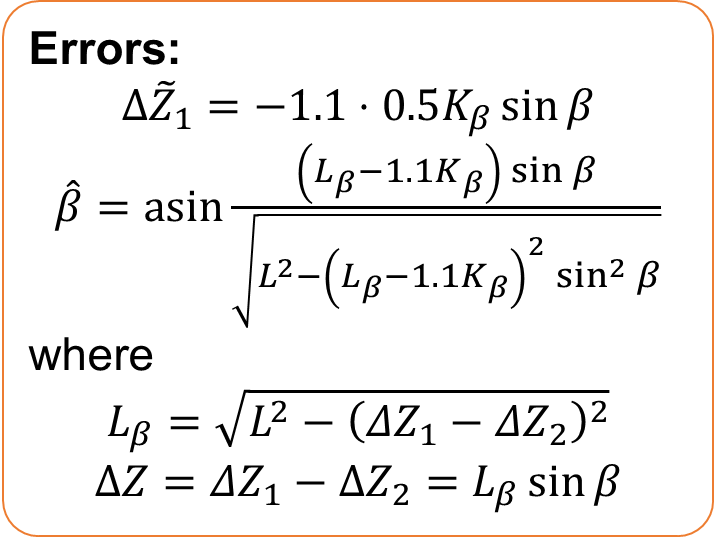 Errors:
ΔZ̃₁ = −1.1 · 0.5K_β sin β
β̂ = asin (L_β−1.1K_β) sin β / √(L²−(L_β−1.1K_β)² sin² β)
where
L_β = √(L² − (ΔZ₁ − ΔZ₂)²)
ΔZ = ΔZ₁ − ΔZ₂ = L_β sin β